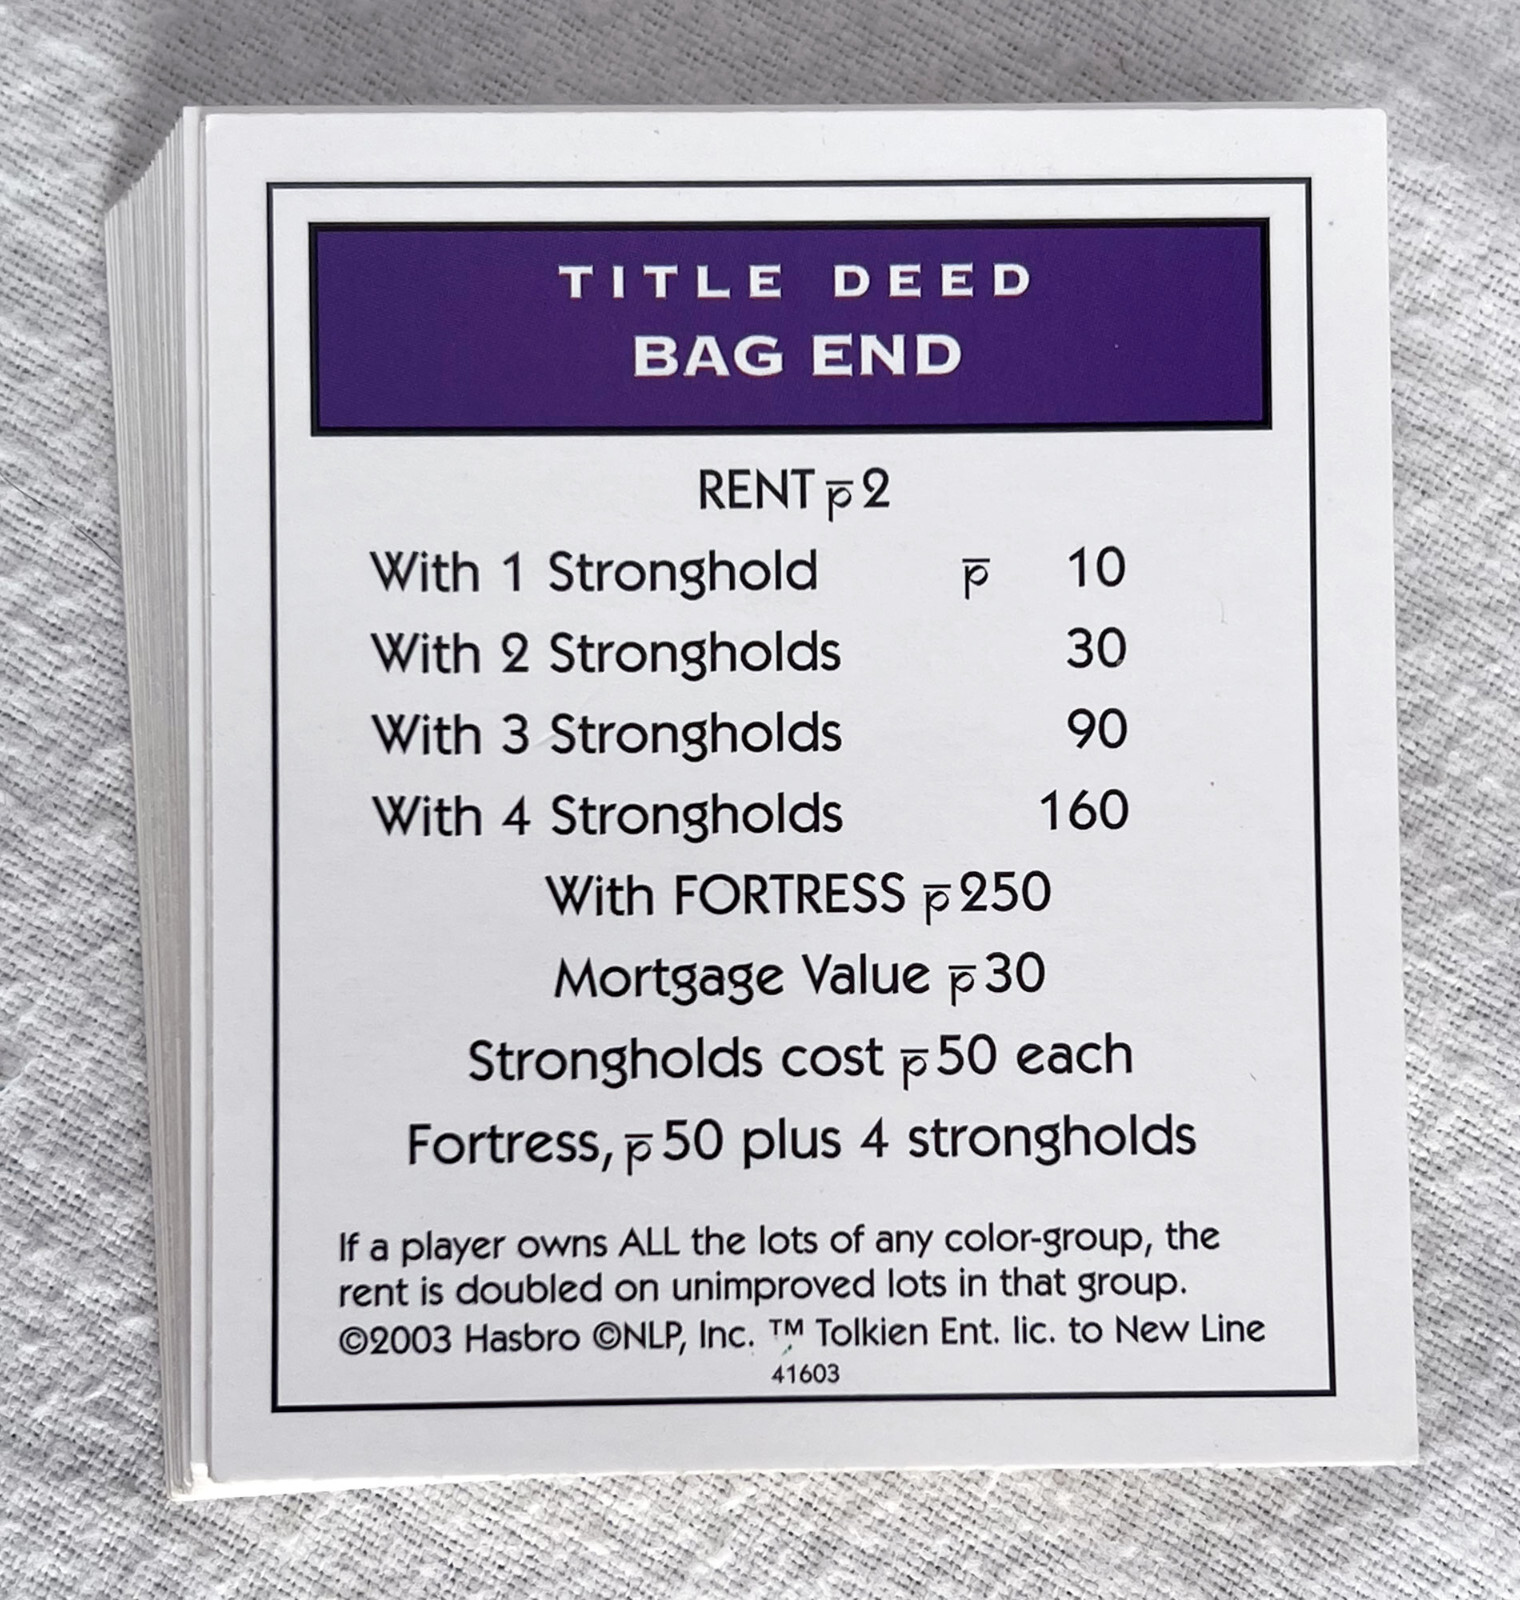 TITLE DEED
BAG END
RENT p̅2
With 1 Stronghold p̅ 10
With 2 Strongholds 30
With 3 Strongholds 90
With 4 Strongholds 160
With FORTRESS p̅250
Mortgage Value p̅30
Strongholds cost p̅50 each
Fortress, p̅50 plus 4 strongholds
If a player owns ALL the lots of any color-group, the
rent is doubled on unimproved lots in that group.
©2003 Hasbro ©NLP, Inc. ™ Tolkien Ent. lic. to New Line
41603